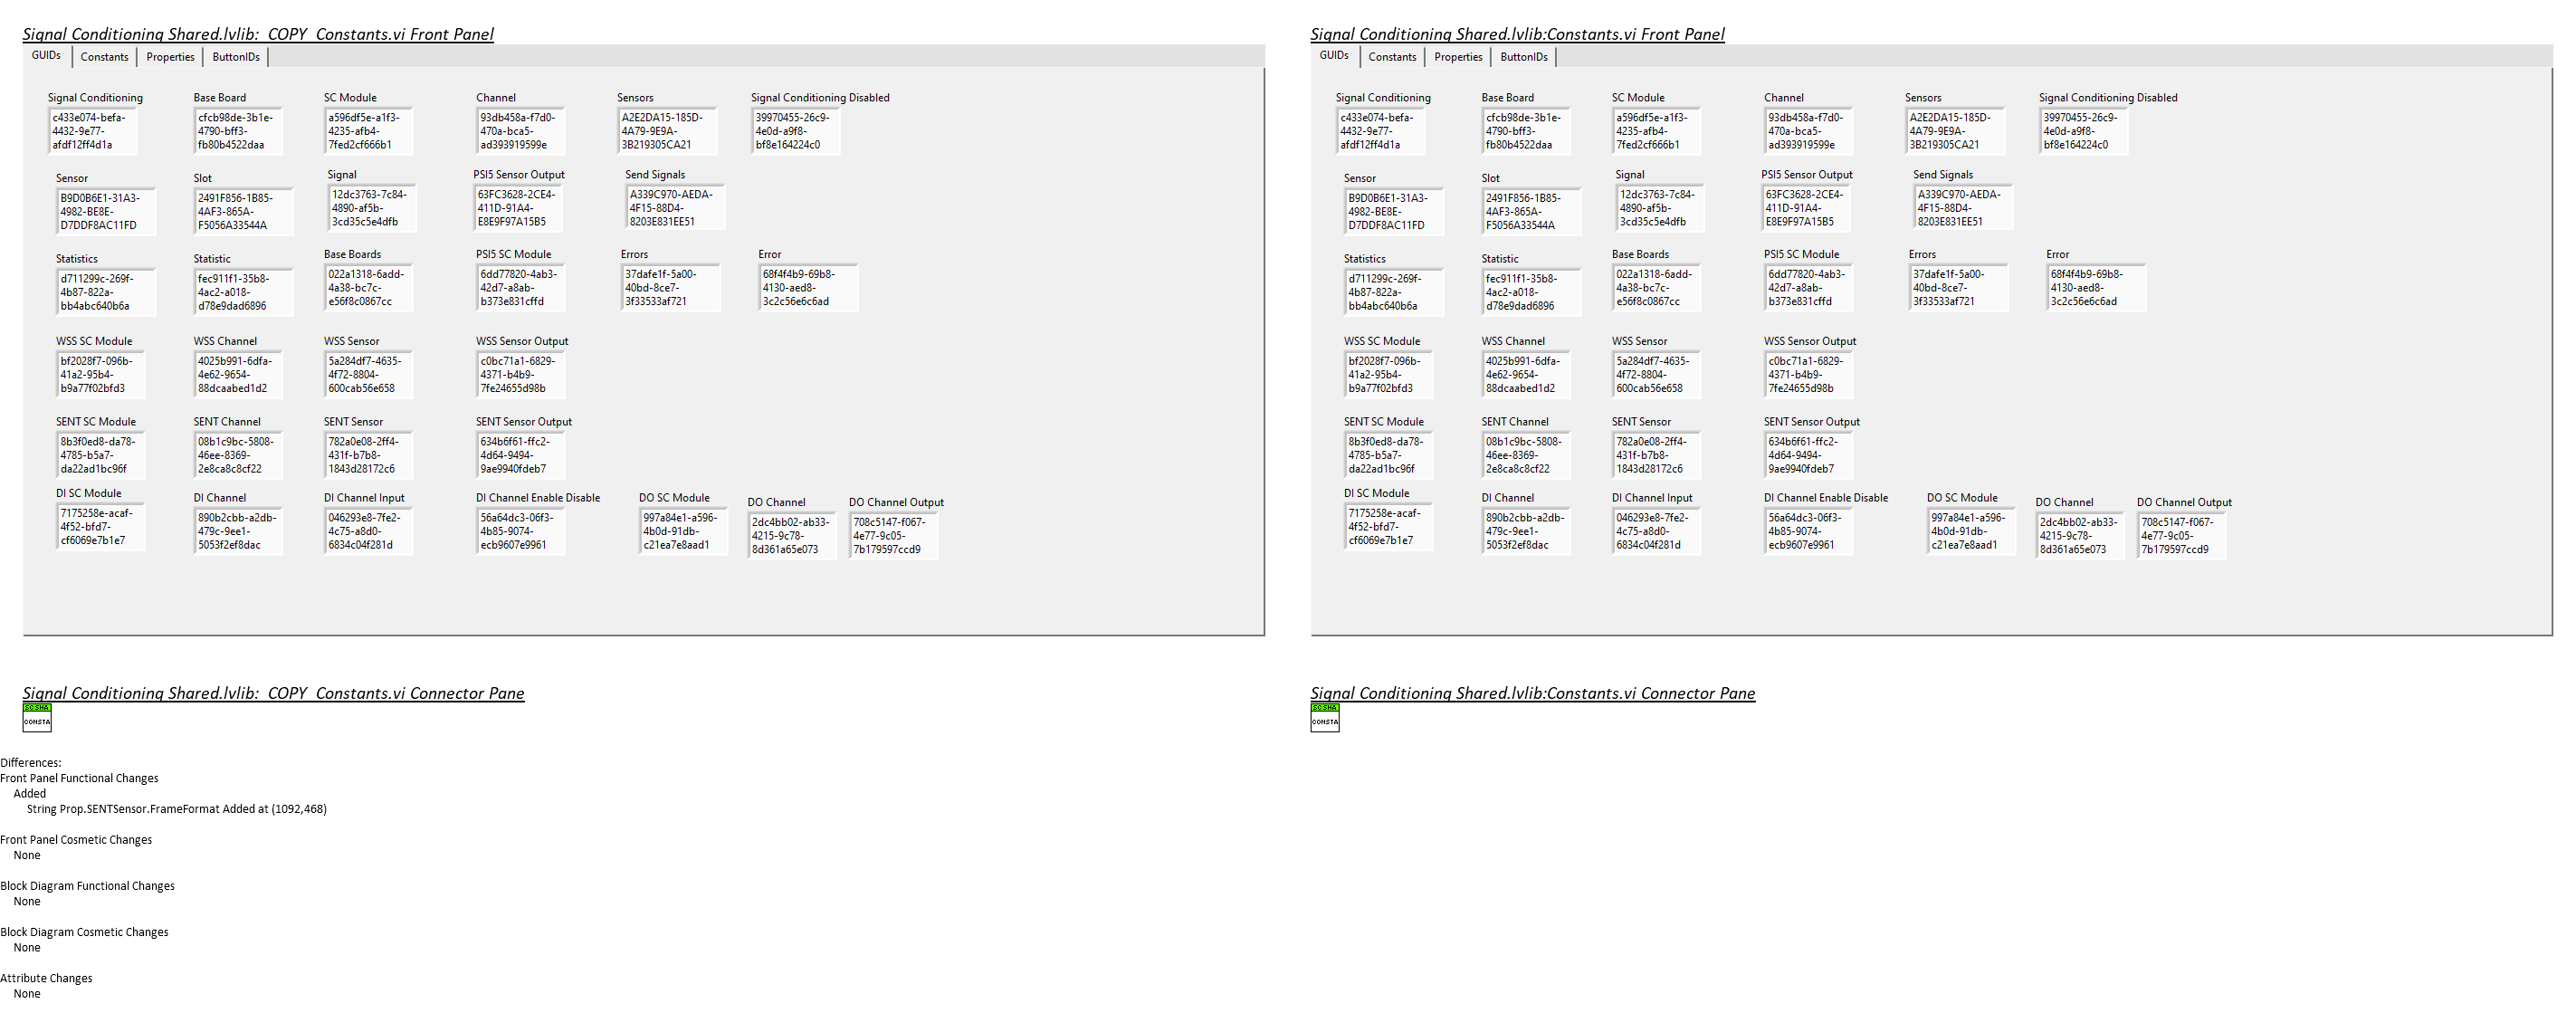 Signal Conditioning Shared.lvlib:_COPY_Constants.vi Front Panel
GUIDs Constants Properties ButtonIDs
Signal Conditioning Base Board SC Module Channel Sensors Signal Conditioning Disabled
c433e074-befa- cfcb98de-3b1e- a596df5e-a1f3- 93db458a-f7d0- A2E2DA15-185D- 39970455-26c9-
4432-9e77- 4790-bff3- 4235-afb4- 470a-bca5- 4A79-9E9A- 4e0d-a9f8-
afdf12ff4d1a fb80b4522daa 7fed2cf666b1 ad393919599e 3B219305CA21 bf8e164224c0
Sensor Slot Signal PSI5 Sensor Output Send Signals
B9D0B6E1-31A3- 2491F856-1B85- 12dc3763-7c84- 63FC3628-2CE4- A339C970-AEDA-
4982-BE8E- 4AF3-865A- 4890-af5b- 411D-91A4- 4F15-88D4-
D7DDF8AC11FD F5056A33544A 3cd35c5e4dfb E8E9F97A15B5 8203E831EE51
Statistics Statistic Base Boards PSI5 SC Module Errors Error
d711299c-269f- fec911f1-35b8- 022a1318-6add- 6dd77820-4ab3- 37dafe1f-5a00- 68f4f4b9-69b8-
4b87-822a- 4ac2-a018- 4a38-bc7c- 42d7-a8ab- 40bd-8ce7- 4130-aed8-
bb4abc640b6a d78e9dad6896 e56f8c0867cc b373e831cffd 3f33533af721 3c2c56e6c6ad
WSS SC Module WSS Channel WSS Sensor WSS Sensor Output
bf2028f7-096b- 4025b991-6dfa- 5a284df7-4635- c0bc71a1-6829-
41a2-95b4- 4e62-9654- 4f72-8804- 4371-b4b9-
b9a77f02bfd3 88dcaabed1d2 600cab56e658 7fe24655d98b
SENT SC Module SENT Channel SENT Sensor SENT Sensor Output
8b3f0ed8-da78- 08b1c9bc-5808- 782a0e08-2ff4- 634b6f61-ffc2-
4785-b5a7- 46ee-8369- 431f-b7b8- 4d64-9494-
da22ad1bc96f 2e8ca8c8cf22 1843d28172c6 9ae9940fdeb7
DI SC Module DI Channel DI Channel Input DI Channel Enable Disable DO SC Module DO Channel DO Channel Output
7175258e-acaf- 890b2cbb-a2db- 046293e8-7fe2- 56a64dc3-06f3- 997a84e1-a596- 2dc4bb02-ab33- 708c5147-f067-
4f52-bfd7- 479c-9ee1- 4c75-a8d0- 4b85-9074- 4b0d-91db- 4215-9c78- 4e77-9c05-
cf6069e7b1e7 5053f2ef8dac 6834c04f281d ecb9607e9961 c21ea7e8aad1 8d361a65e073 7b179597ccd9
Signal Conditioning Shared.lvlib:Constants.vi Front Panel
GUIDs Constants Properties ButtonIDs
Signal Conditioning Base Board SC Module Channel Sensors Signal Conditioning Disabled
c433e074-befa- cfcb98de-3b1e- a596df5e-a1f3- 93db458a-f7d0- A2E2DA15-185D- 39970455-26c9-
4432-9e77- 4790-bff3- 4235-afb4- 470a-bca5- 4A79-9E9A- 4e0d-a9f8-
afdf12ff4d1a fb80b4522daa 7fed2cf666b1 ad393919599e 3B219305CA21 bf8e164224c0
Sensor Slot Signal PSI5 Sensor Output Send Signals
B9D0B6E1-31A3- 2491F856-1B85- 12dc3763-7c84- 63FC3628-2CE4- A339C970-AEDA-
4982-BE8E- 4AF3-865A- 4890-af5b- 411D-91A4- 4F15-88D4-
D7DDF8AC11FD F5056A33544A 3cd35c5e4dfb E8E9F97A15B5 8203E831EE51
Statistics Statistic Base Boards PSI5 SC Module Errors Error
d711299c-269f- fec911f1-35b8- 022a1318-6add- 6dd77820-4ab3- 37dafe1f-5a00- 68f4f4b9-69b8-
4b87-822a- 4ac2-a018- 4a38-bc7c- 42d7-a8ab- 40bd-8ce7- 4130-aed8-
bb4abc640b6a d78e9dad6896 e56f8c0867cc b373e831cffd 3f33533af721 3c2c56e6c6ad
WSS SC Module WSS Channel WSS Sensor WSS Sensor Output
bf2028f7-096b- 4025b991-6dfa- 5a284df7-4635- c0bc71a1-6829-
41a2-95b4- 4e62-9654- 4f72-8804- 4371-b4b9-
b9a77f02bfd3 88dcaabed1d2 600cab56e658 7fe24655d98b
SENT SC Module SENT Channel SENT Sensor SENT Sensor Output
8b3f0ed8-da78- 08b1c9bc-5808- 782a0e08-2ff4- 634b6f61-ffc2-
4785-b5a7- 46ee-8369- 431f-b7b8- 4d64-9494-
da22ad1bc96f 2e8ca8c8cf22 1843d28172c6 9ae9940fdeb7
DI SC Module DI Channel DI Channel Input DI Channel Enable Disable DO SC Module DO Channel DO Channel Output
7175258e-acaf- 890b2cbb-a2db- 046293e8-7fe2- 56a64dc3-06f3- 997a84e1-a596- 2dc4bb02-ab33- 708c5147-f067-
4f52-bfd7- 479c-9ee1- 4c75-a8d0- 4b85-9074- 4b0d-91db- 4215-9c78- 4e77-9c05-
cf6069e7b1e7 5053f2ef8dac 6834c04f281d ecb9607e9961 c21ea7e8aad1 8d361a65e073 7b179597ccd9
Signal Conditioning Shared.lvlib:_COPY_Constants.vi Connector Pane
SC SHA
CONSTA
Signal Conditioning Shared.lvlib:Constants.vi Connector Pane
SC SHA
CONSTA
Differences:
Front Panel Functional Changes
Added
String Prop.SENTSensor.FrameFormat Added at (1092,468)
Front Panel Cosmetic Changes
None
Block Diagram Functional Changes
None
Block Diagram Cosmetic Changes
None
Attribute Changes
None